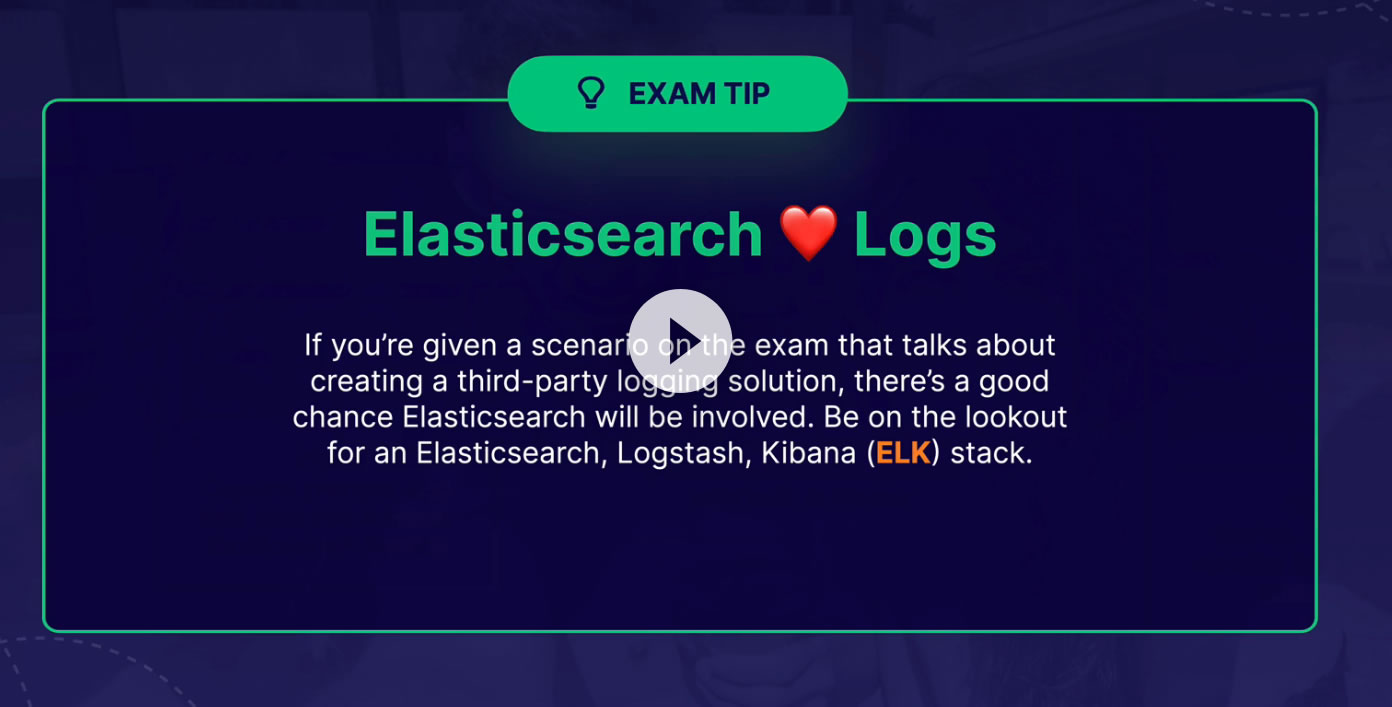 EXAM TIP
Elasticsearch ❤️ Logs
If you’re given a scenario on the exam that talks about
creating a third-party logging solution, there’s a good
chance Elasticsearch will be involved. Be on the lookout
for an Elasticsearch, Logstash, Kibana (ELK) stack.